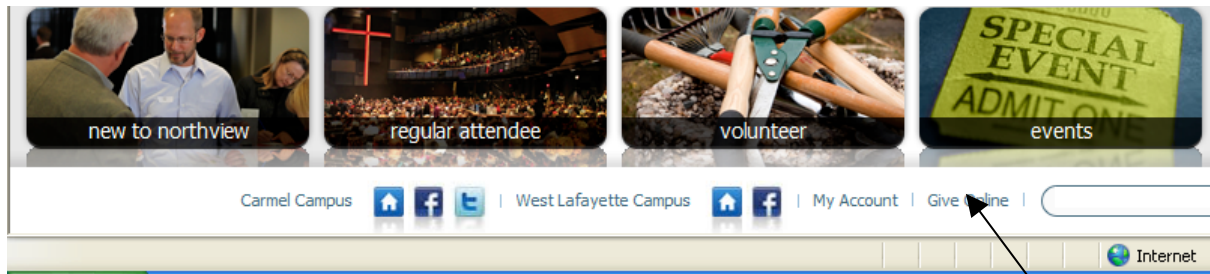 SPECIAL
EVENT
ADMIT ONE
new to northview
regular attendee
volunteer
events
Carmel Campus | West Lafayette Campus | My Account | Give Online |
Internet